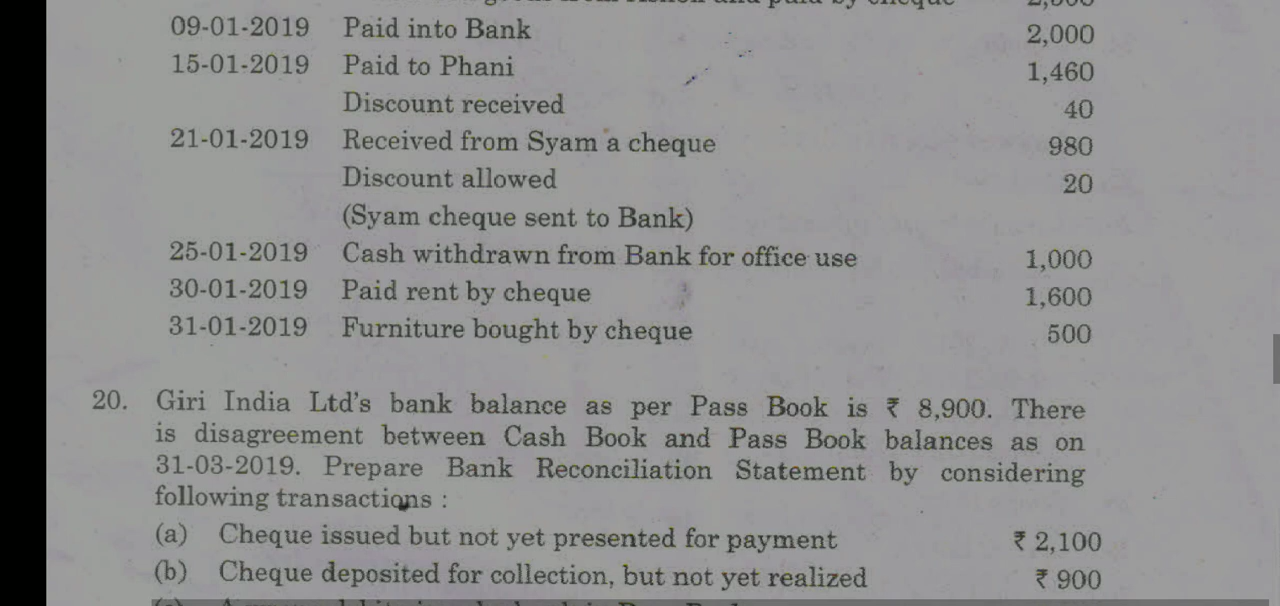 and paid by cheque
09-01-2019 Paid into Bank 2,000
15-01-2019 Paid to Phani 1,460
Discount received 40
21-01-2019 Received from Syam a cheque 980
Discount allowed 20
(Syam cheque sent to Bank)
25-01-2019 Cash withdrawn from Bank for office use 1,000
30-01-2019 Paid rent by cheque 1,600
31-01-2019 Furniture bought by cheque 500
20. Giri India Ltd's bank balance as per Pass Book is ₹ 8,900. There
is disagreement between Cash Book and Pass Book balances as on
31-03-2019. Prepare Bank Reconciliation Statement by considering
following transactions :
(a) Cheque issued but not yet presented for payment ₹ 2,100
(b) Cheque deposited for collection, but not yet realized ₹ 900